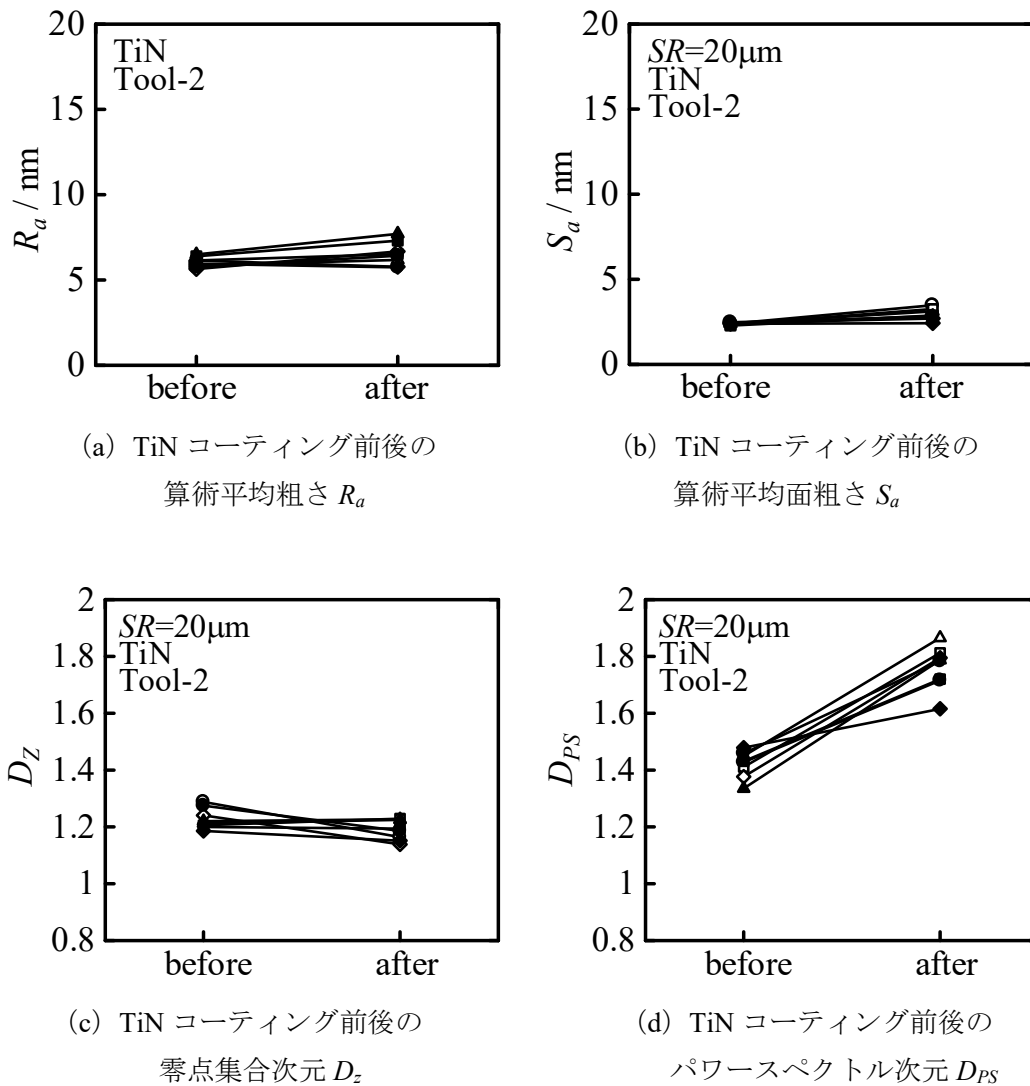 20
15
10
5
0
R_a / nm
TiN
Tool-2
before
after
(a) TiN コーティング前後の
算術平均粗さ R_a
20
15
10
5
0
S_a / nm
SR=20μm
TiN
Tool-2
before
after
(b) TiN コーティング前後の
算術平均面粗さ S_a
2
1.8
1.6
1.4
1.2
1
0.8
D_Z
SR=20μm
TiN
Tool-2
before
after
(c) TiN コーティング前後の
零点集合次元 D_z
2
1.8
1.6
1.4
1.2
1
0.8
D_PS
SR=20μm
TiN
Tool-2
before
after
(d) TiN コーティング前後の
パワースペクトル次元 D_PS